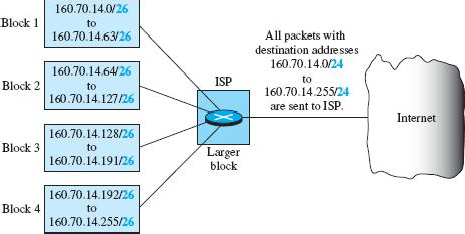 Block 1
160.70.14.0/26
to
160.70.14.63/26
Block 2
160.70.14.64/26
to
160.70.14.127/26
Block 3
160.70.14.128/26
to
160.70.14.191/26
Block 4
160.70.14.192/26
to
160.70.14.255/26
ISP
Larger
block
All packets with
destination addresses
160.70.14.0/24
to
160.70.14.255/24
are sent to ISP.
Internet